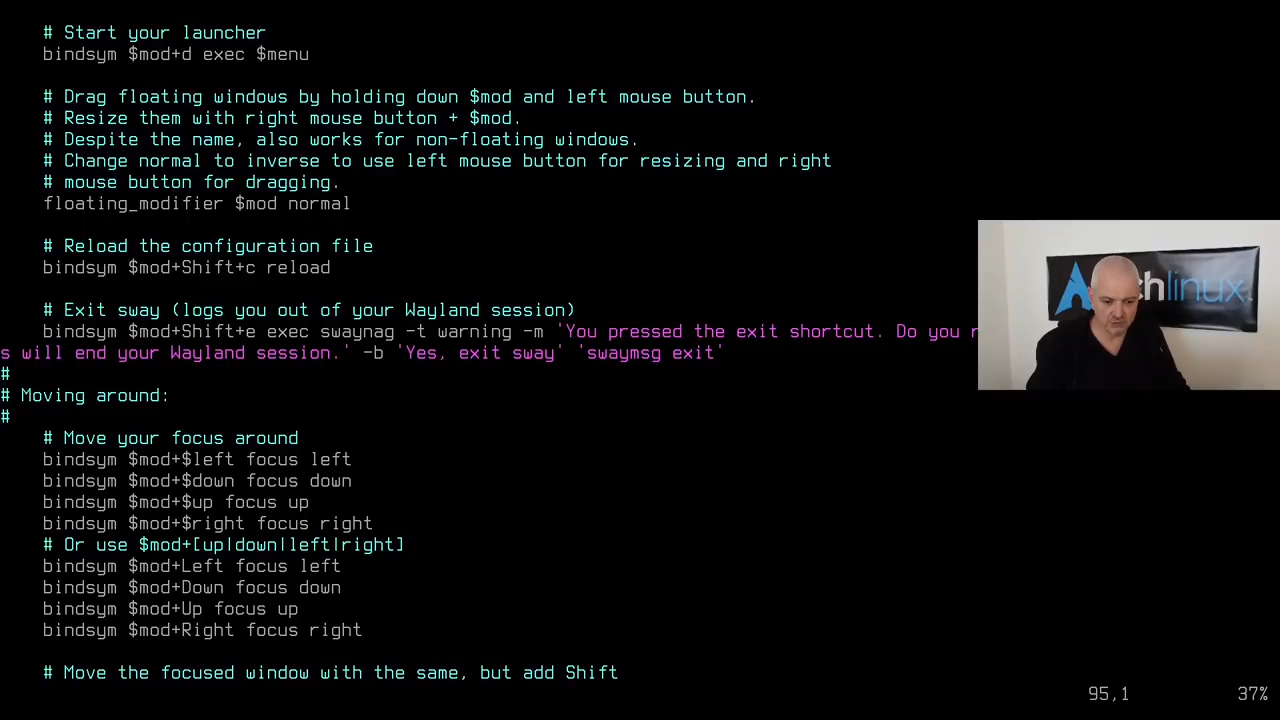 # Start your launcher
bindsym $mod+d exec $menu
# Drag floating windows by holding down $mod and left mouse button.
# Resize them with right mouse button + $mod.
# Despite the name, also works for non-floating windows.
# Change normal to inverse to use left mouse button for resizing and right
# mouse button for dragging.
floating_modifier $mod normal
# Reload the configuration file
bindsym $mod+Shift+c reload
# Exit sway (logs you out of your Wayland session)
bindsym $mod+Shift+e exec swaynag -t warning -m 'You pressed the exit shortcut. Do you
s will end your Wayland session.' -b 'Yes, exit sway' 'swaymsg exit'
#
# Moving around:
#
# Move your focus around
bindsym $mod+$left focus left
bindsym $mod+$down focus down
bindsym $mod+$up focus up
bindsym $mod+$right focus right
# Or use $mod+[up|down|left|right]
bindsym $mod+Left focus left
bindsym $mod+Down focus down
bindsym $mod+Up focus up
bindsym $mod+Right focus right
# Move the focused window with the same, but add Shift
95,1 37%
chlinux